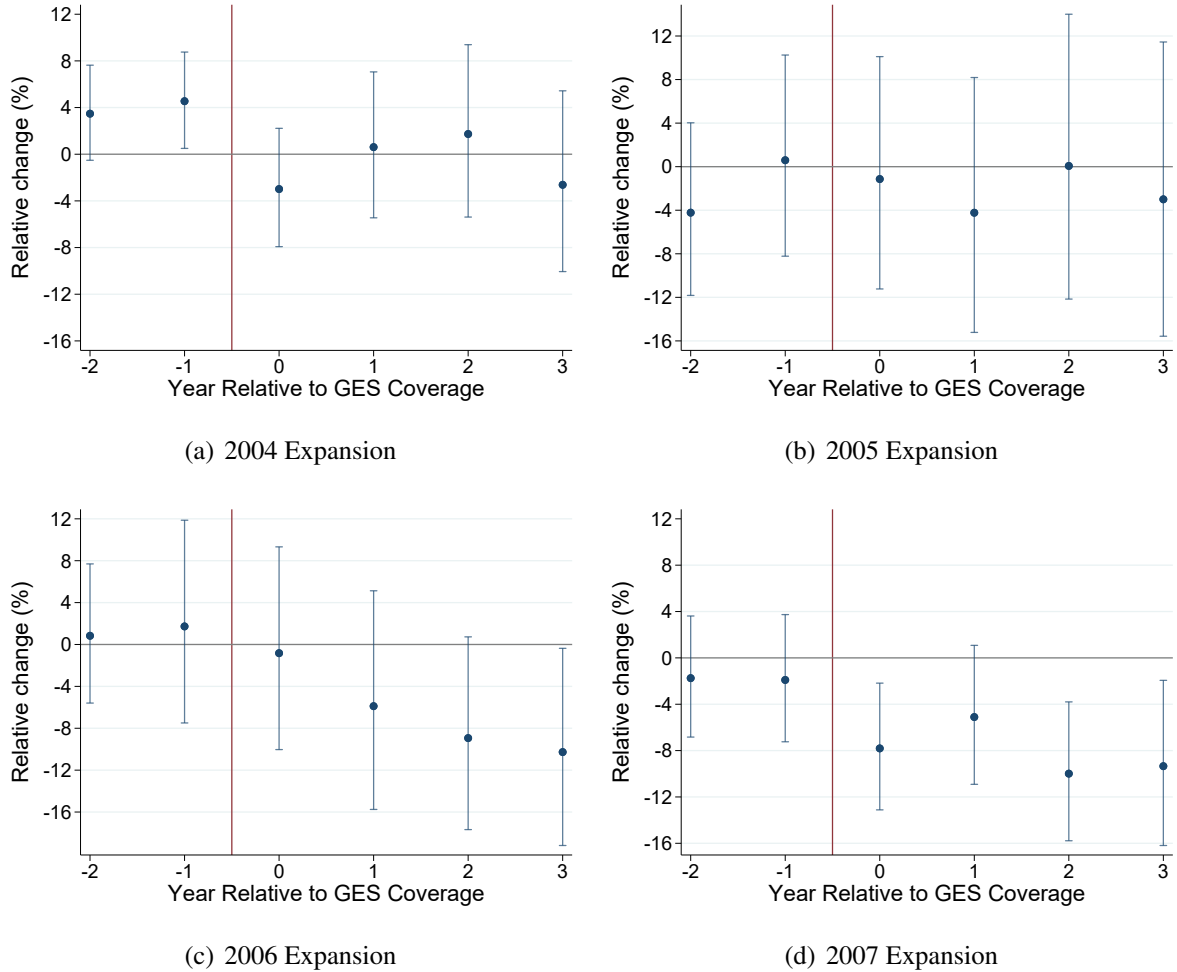 Relative change (%)
12
8
4
0
-4
-8
-12
-16
-2 -1 0 1 2 3
Year Relative to GES Coverage
(a) 2004 Expansion
Relative change (%)
12
8
4
0
-4
-8
-12
-16
-2 -1 0 1 2 3
Year Relative to GES Coverage
(b) 2005 Expansion
Relative change (%)
12
8
4
0
-4
-8
-12
-16
-2 -1 0 1 2 3
Year Relative to GES Coverage
(c) 2006 Expansion
Relative change (%)
12
8
4
0
-4
-8
-12
-16
-2 -1 0 1 2 3
Year Relative to GES Coverage
(d) 2007 Expansion